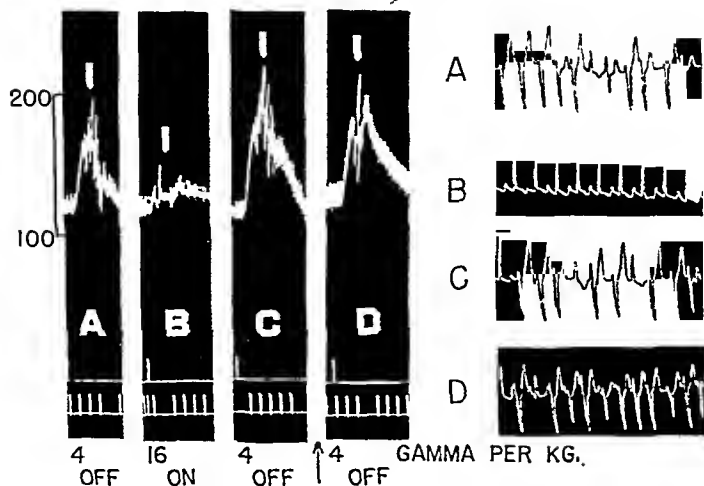 200
100
A B C D
4 16 4 ↑ 4 GAMMA PER KG.
OFF ON OFF OFF
A
B
C
D